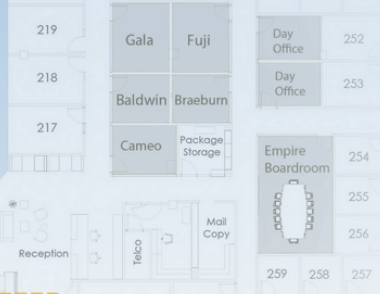 219
Gala
Fuji
Day
Office
252
218
Day
Office
253
Baldwin
Braeburn
217
Cameo
Package
Storage
Empire
Boardroom
254
255
Mail
Copy
256
Reception
Telco
259
258
257